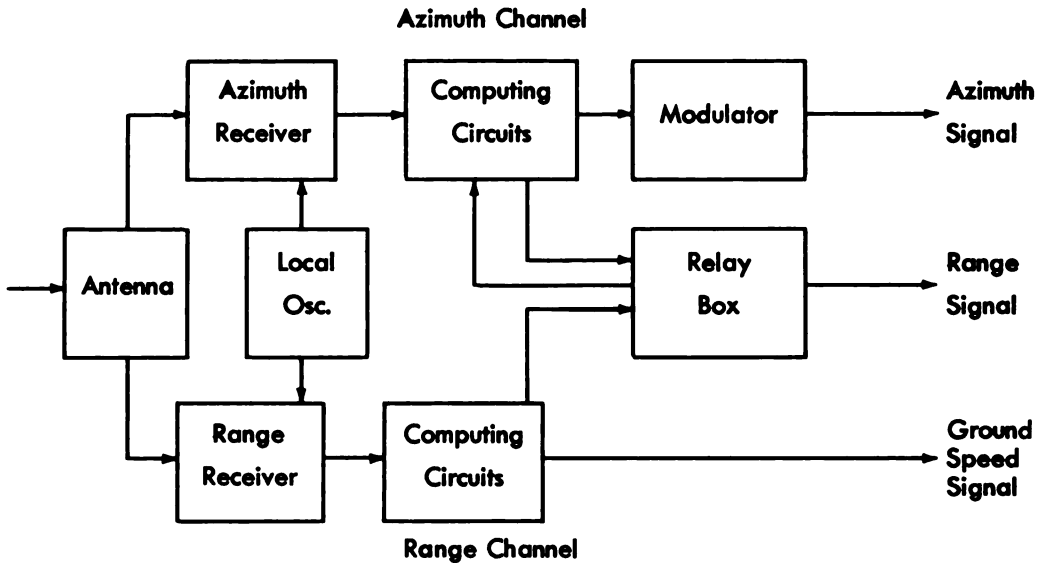 Azimuth Channel
Azimuth
Receiver
Computing
Circuits
Modulator
Azimuth
Signal
Antenna
Local
Osc.
Relay
Box
Range
Signal
Range
Receiver
Computing
Circuits
Ground
Speed
Signal
Range Channel